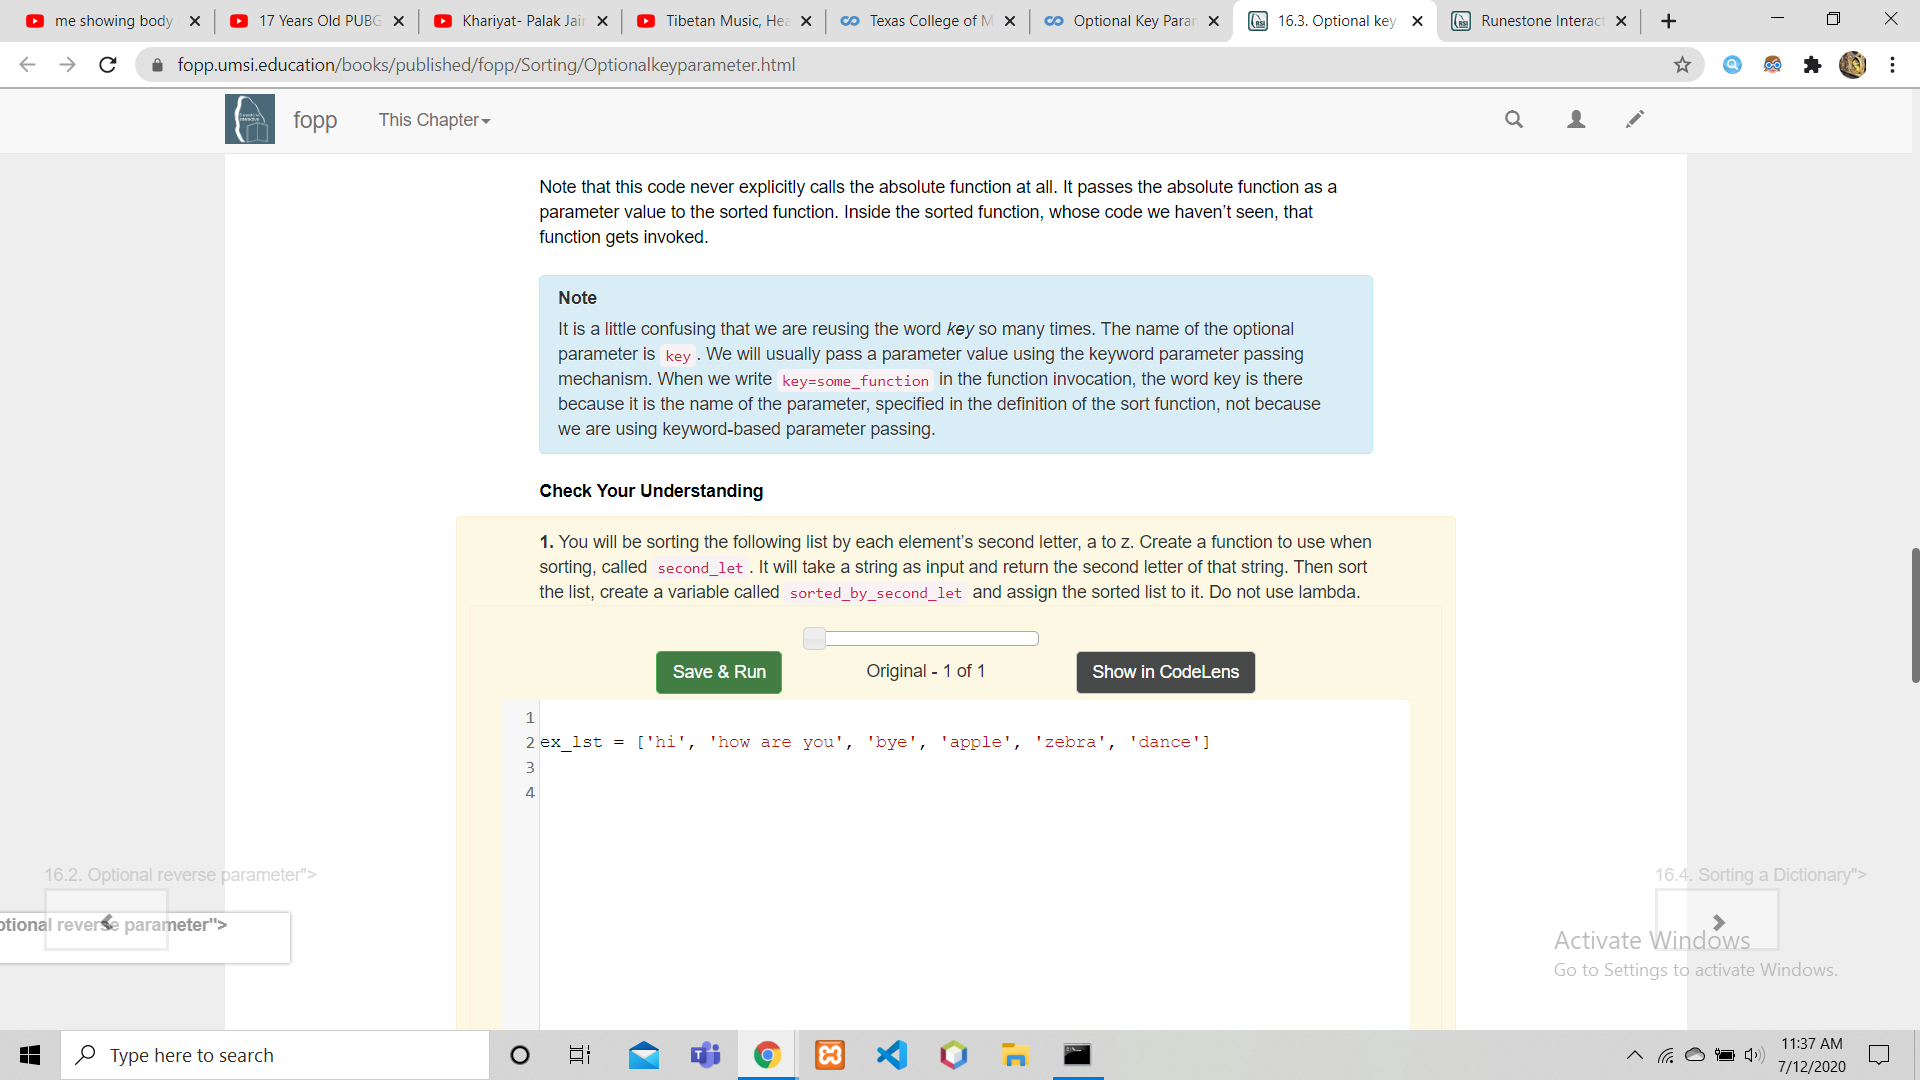 me showing body
17 Years Old PUBG
Khariyat- Palak Jain
Tibetan Music, Hea
Texas College of M
Optional Key Param
16.3. Optional key
Runestone Interact
fopp.umsi.education/books/published/fopp/Sorting/Optionalkeyparameter.html
fopp
This Chapter
Note that this code never explicitly calls the absolute function at all. It passes the absolute function as a
parameter value to the sorted function. Inside the sorted function, whose code we haven’t seen, that
function gets invoked.
Note
It is a little confusing that we are reusing the word key so many times. The name of the optional
parameter is key . We will usually pass a parameter value using the keyword parameter passing
mechanism. When we write key=some_function in the function invocation, the word key is there
because it is the name of the parameter, specified in the definition of the sort function, not because
we are using keyword-based parameter passing.
Check Your Understanding
1. You will be sorting the following list by each element’s second letter, a to z. Create a function to use when
sorting, called second_let . It will take a string as input and return the second letter of that string. Then sort
the list, create a variable called sorted_by_second_let and assign the sorted list to it. Do not use lambda.
Save & Run
Original - 1 of 1
Show in CodeLens
1
2 ex_lst = ['hi', 'how are you', 'bye', 'apple', 'zebra', 'dance']
3
4
16.2. Optional reverse parameter">
ptional reverse parameter">
16.4. Sorting a Dictionary">
Activate Windows
Go to Settings to activate Windows.
Type here to search
11:37 AM
7/12/2020